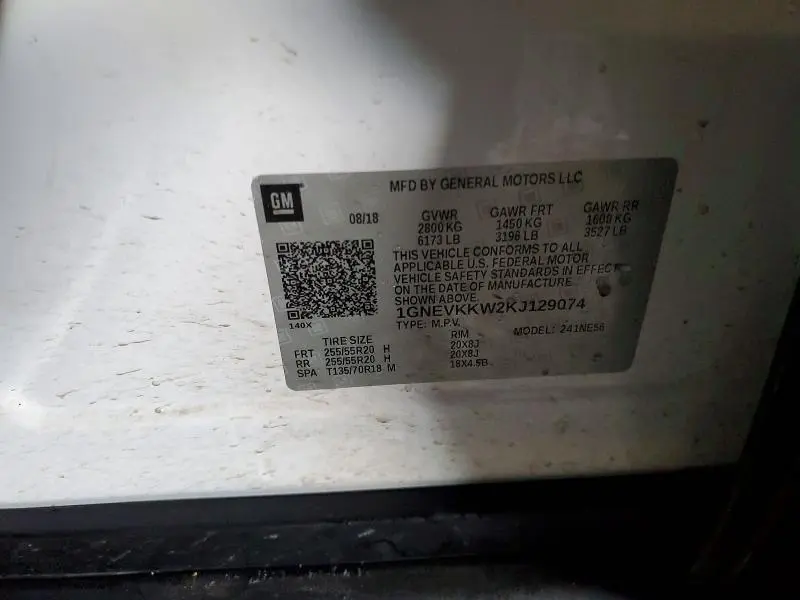 MFD BY GENERAL MOTORS LLC
GM
08/18
GVWR GAWR FRT GAWR RR
2800 KG 1450 KG 1600 KG
6173 LB 3196 LB 3527 LB
THIS VEHICLE CONFORMS TO ALL
APPLICABLE U.S. FEDERAL MOTOR
VEHICLE SAFETY STANDARDS IN EFFECT
ON THE DATE OF MANUFACTURE
SHOWN ABOVE.
1GNEVKKW2KJ129074
140X
TYPE: M.P.V. MODEL: 241NE56
TIRE SIZE RIM
FRT 255/55R20 H 20X8J
RR 255/55R20 H 20X8J
SPA T135/70R18 M 18X4.5B